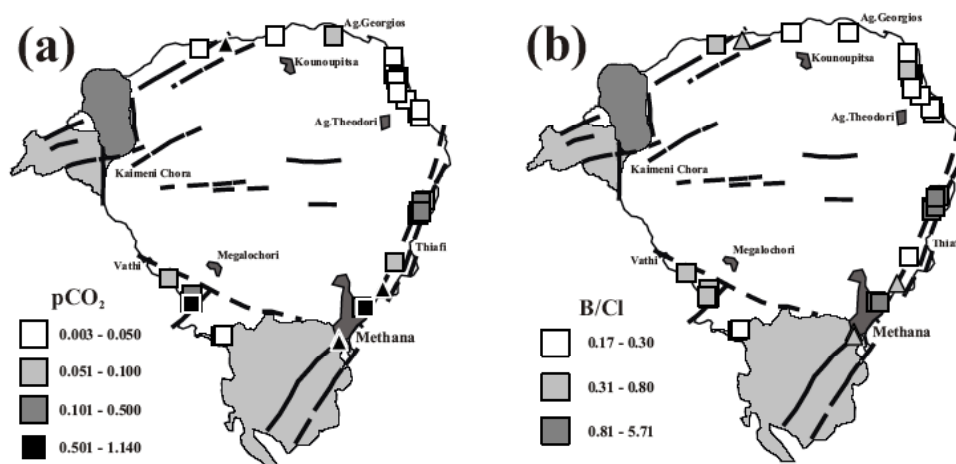 (a)
Ag.Georgios
Kounoupitsa
Ag.Theodori
Kaimeni Chora
Thiafi
Megalochori
Vathi
Methana
pCO2
0.003 - 0.050
0.051 - 0.100
0.101 - 0.500
0.501 - 1.140
(b)
Ag.Georgios
Kounoupitsa
Ag.Theodori
Kaimeni Chora
Thiaf
Megalochori
Vathi
Methana
B/Cl
0.17 - 0.30
0.31 - 0.80
0.81 - 5.71